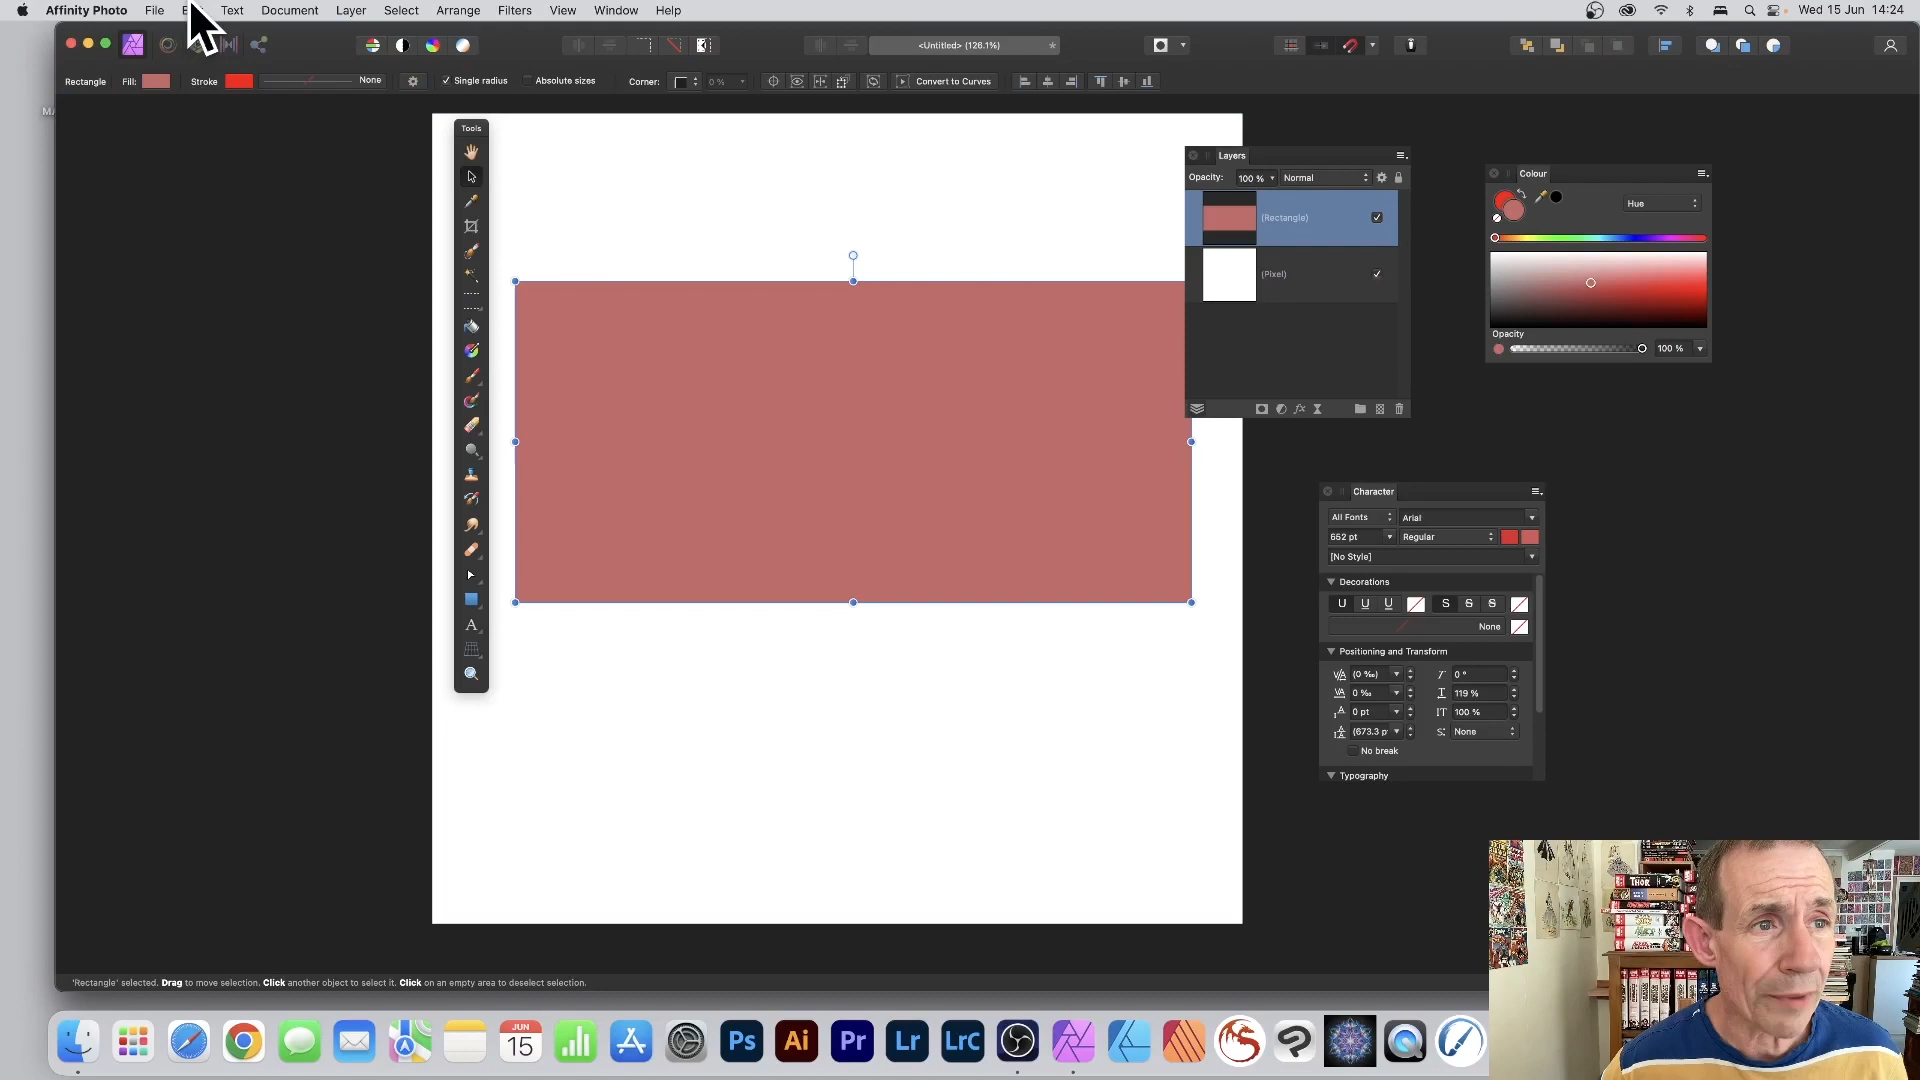 Affinity Photo File Text Document Layer Select Arrange Filters View Window Help Wed 15 Jun 14:24
<Untitled> (126.1%)
Rectangle Fill: Stroke None Single radius Absolute sizes Corner: 0 % Convert to Curves
MA
Tools
Layers
Opacity: 100 % Normal
(Rectangle)
(Pixel)
Colour
Hue
Opacity
100 %
Character
All Fonts Arial
652 pt Regular
[No Style]
Decorations
U U U S S S
None
Positioning and Transform
(0 ‰) 0 °
0 ‰ 119 %
0 pt 100 %
(673.3 p None
No break
Typography
'Rectangle' selected. Drag to move selection. Click another object to select it. Click on an empty area to deselect selection.
THOR
JUN
15
Ps Ai Pr Lr LrC